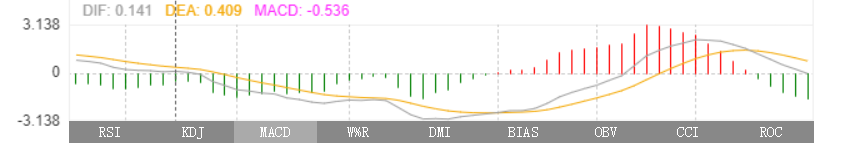 DIF: 0.141 DEA: 0.409 MACD: -0.536
3.138
0
-3.138
RSI KDJ MACD W%R DMI BIAS OBV CCI ROC